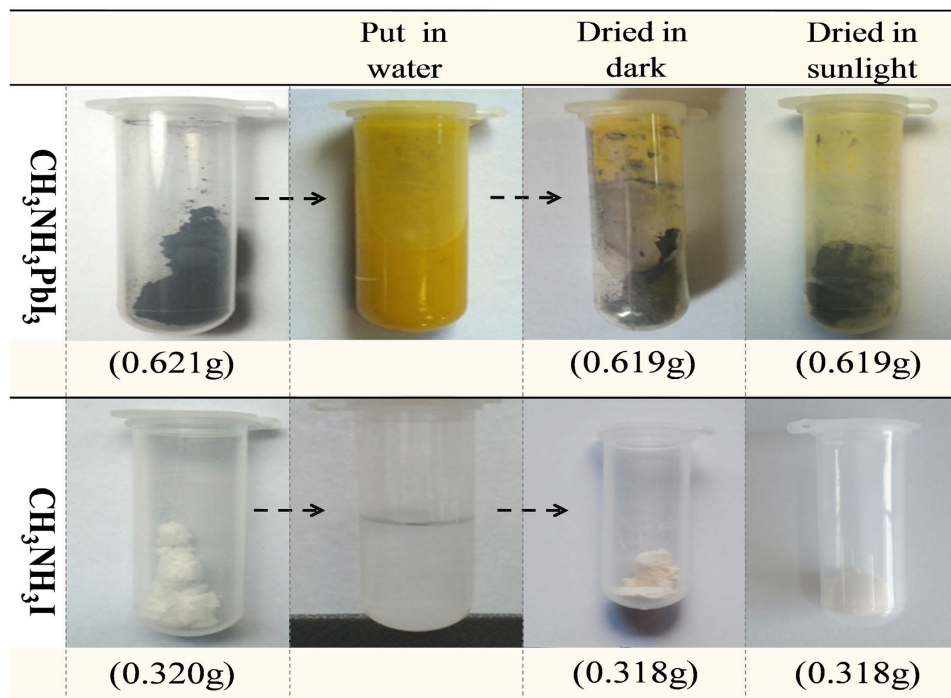 Put in
water
Dried in
dark
Dried in
sunlight
CH₃NH₃PbI₃
(0.621g)
(0.619g)
(0.619g)
CH₃NH₃I
(0.320g)
(0.318g)
(0.318g)